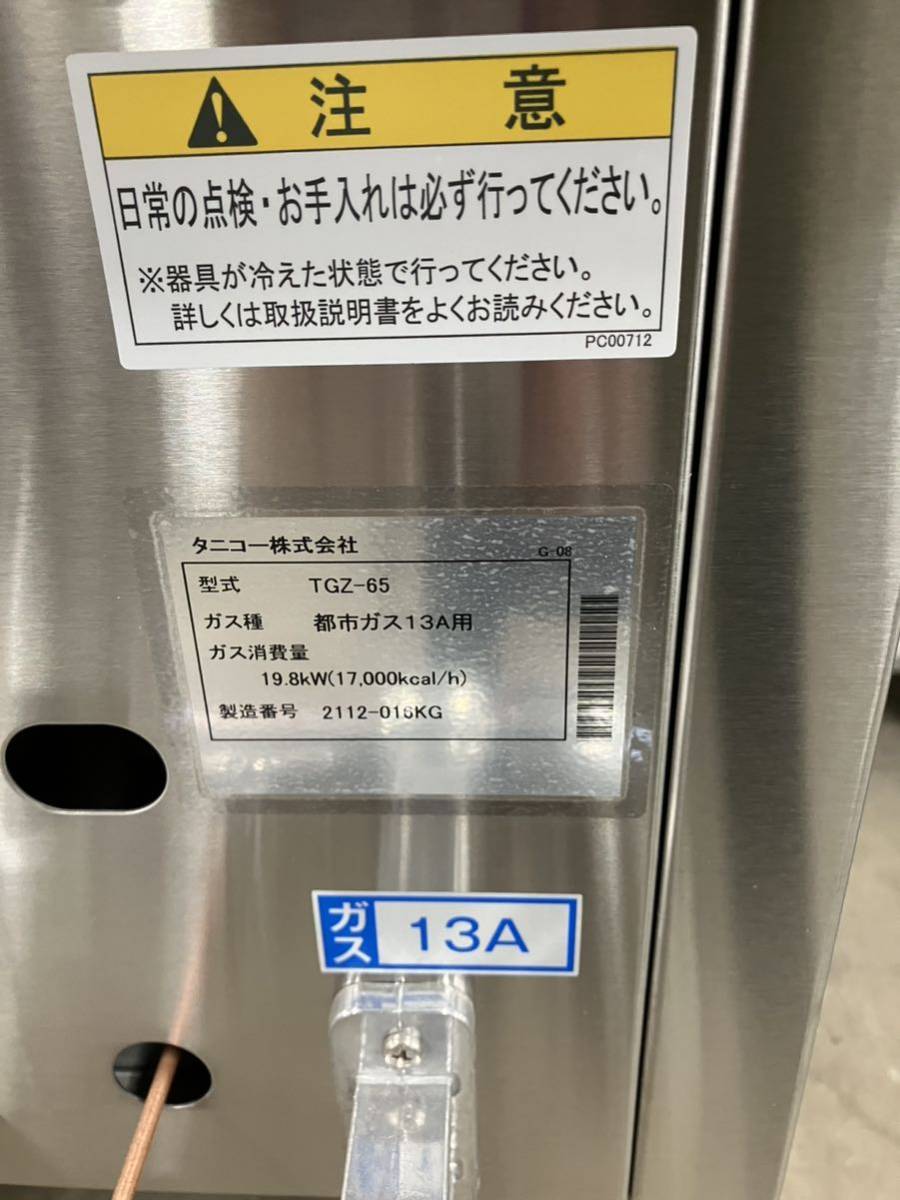 注意
日常の点検・お手入れは必ず行ってください。
※器具が冷えた状態で行ってください。
詳しくは取扱説明書をよくお読みください。
PC00712
タニコー株式会社
G-08
型式 TGZ-65
ガス種 都市ガス13A用
ガス消費量
19.8kW(17,000kcal/h)
製造番号 2112-016KG
ガス 13A